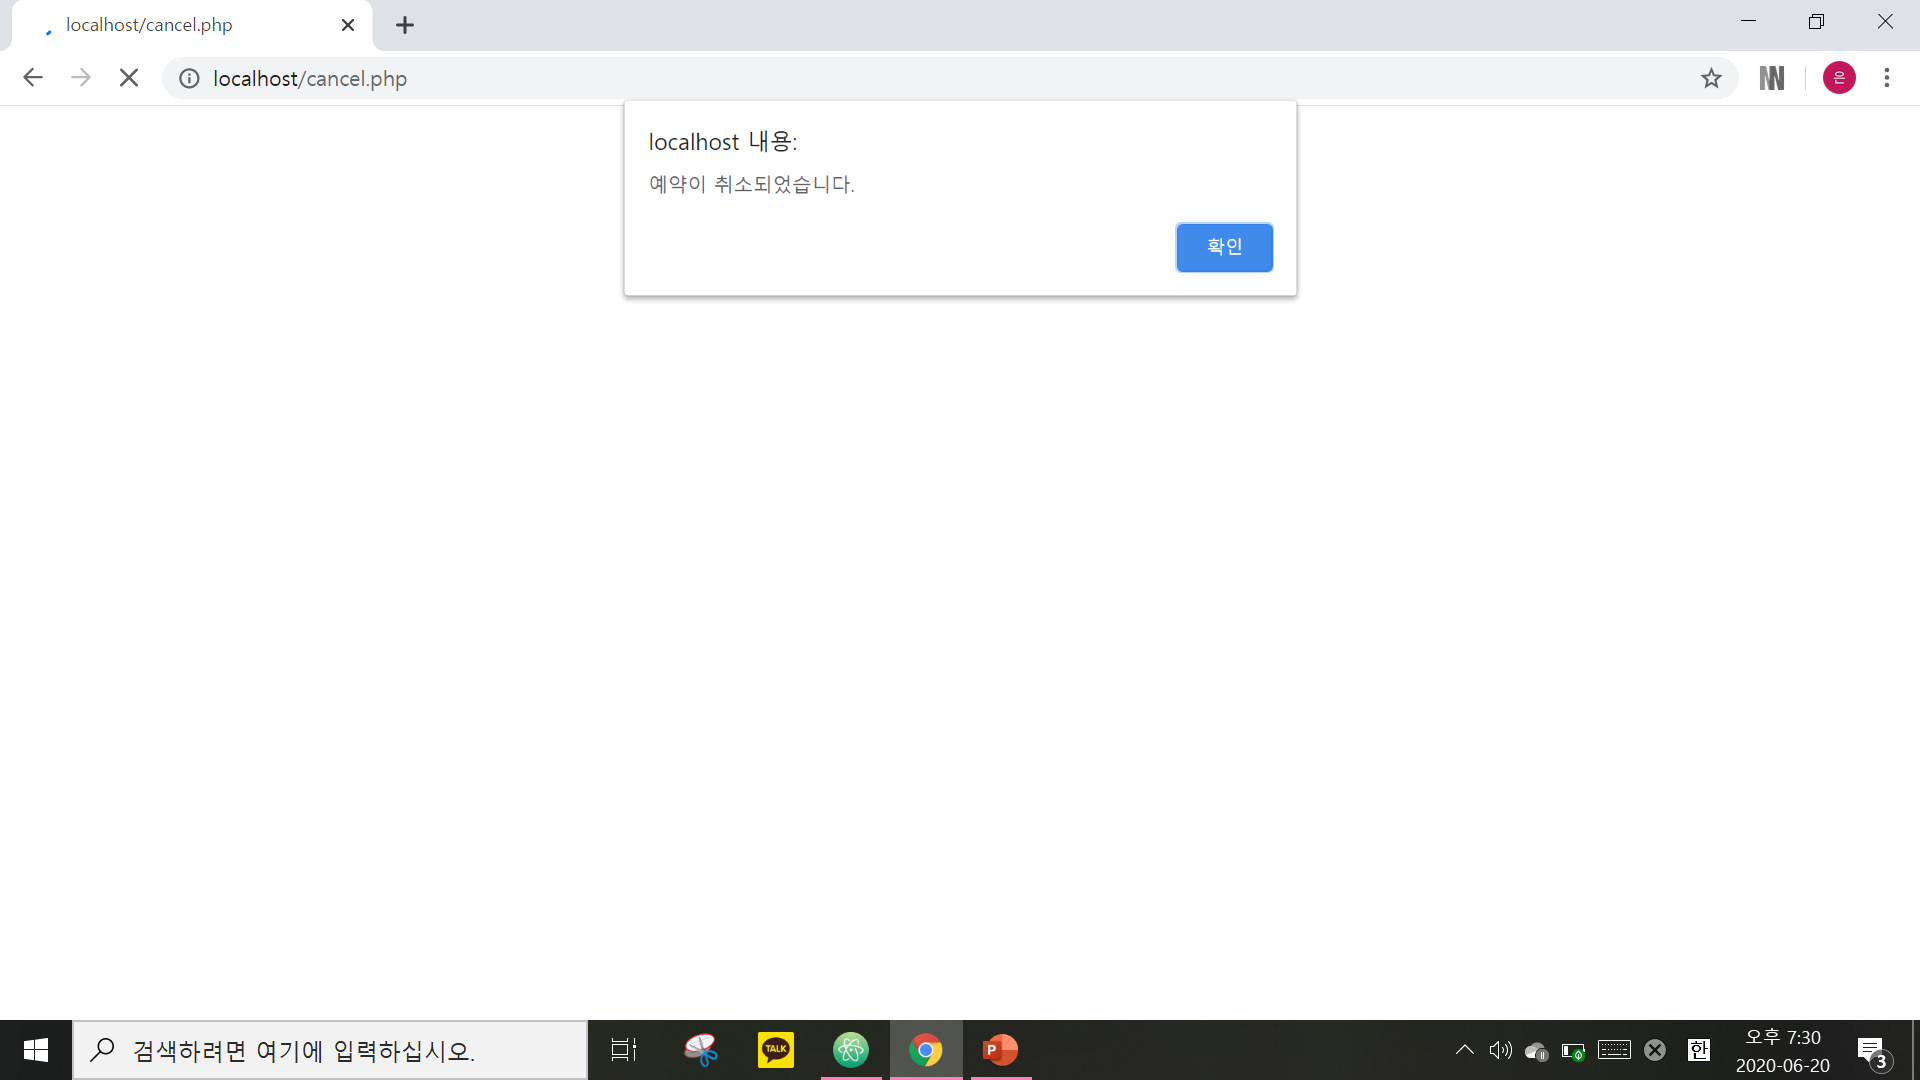 localhost/cancel.php
localhost/cancel.php
은
localhost 내용:
예약이 취소되었습니다.
확인
검색하려면 여기에 입력하십시오.
TALK
P
한
오후 7:30
2020-06-20
3